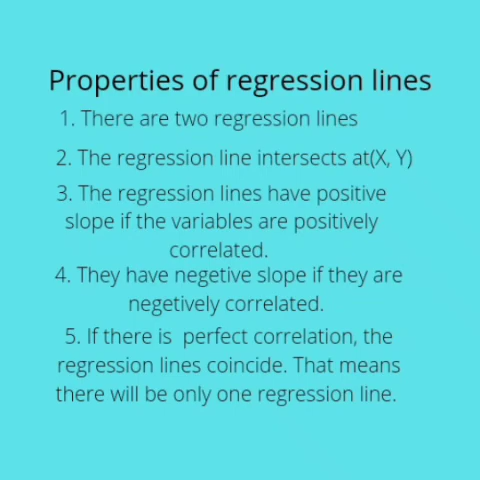 Properties of regression lines
1. There are two regression lines
2. The regression line intersects at(X, Y)
3. The regression lines have positive
slope if the variables are positively
correlated.
4. They have negetive slope if they are
negetively correlated.
5. If there is  perfect correlation, the
regression lines coincide. That means
there will be only one regression line.